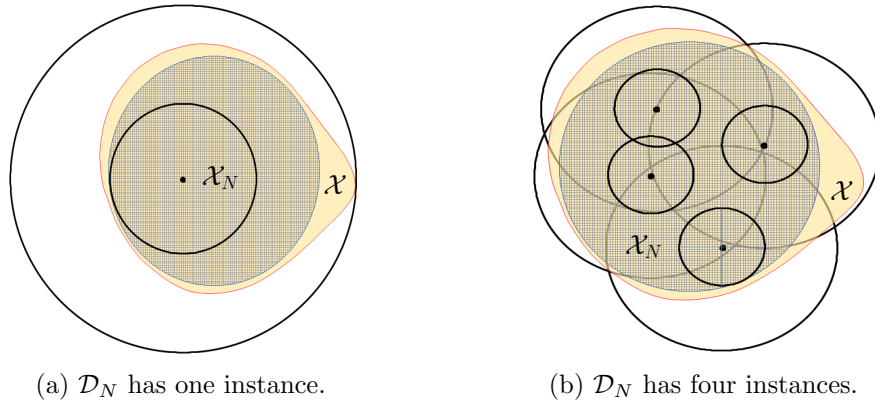 𝒳_N
𝒳
𝒳
𝒳_N
(a) 𝒟_N has one instance.
(b) 𝒟_N has four instances.